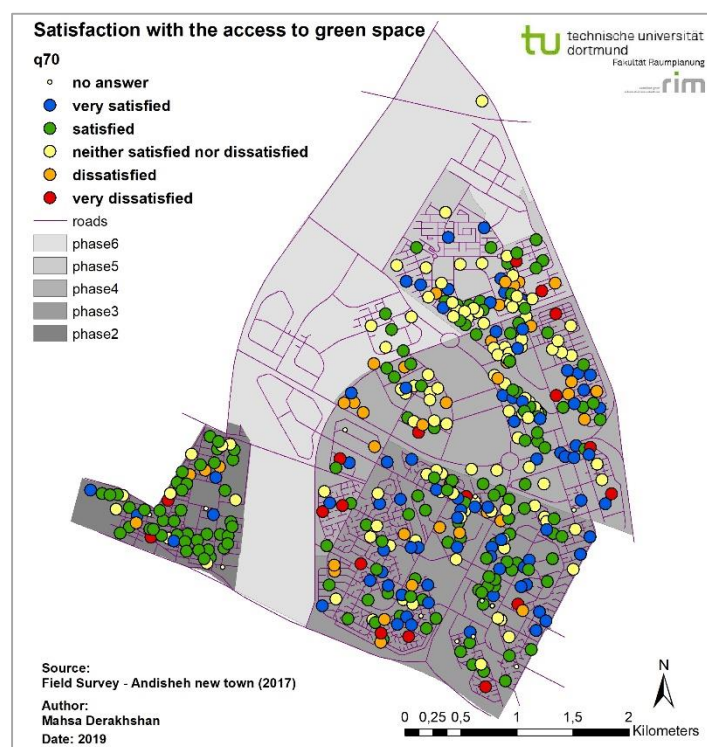 Satisfaction with the access to green space
q70
no answer
very satisfied
satisfied
neither satisfied nor dissatisfied
dissatisfied
very dissatisfied
roads
phase6
phase5
phase4
phase3
phase2
tu technische universität
dortmund
Fakultät Raumplanung
rim
Source:
Field Survey - Andisheh new town (2017)
Author:
Mahsa Derakhshan
Date: 2019
N
0 0,25 0,5 1 1,5 2
Kilometers